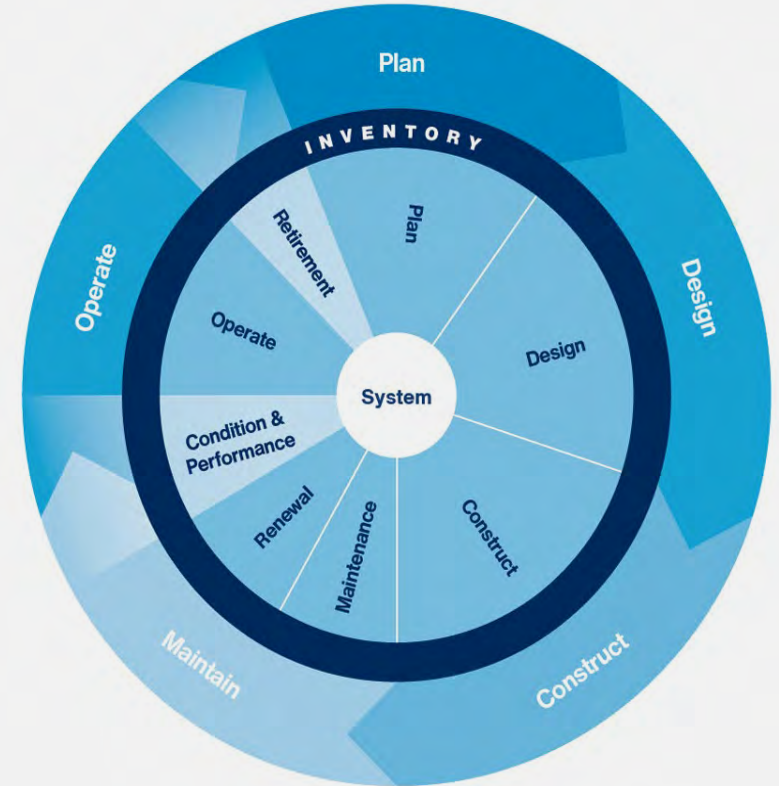 Plan
Design
Construct
Maintain
Operate
INVENTORY
Plan
Design
Construct
Maintenance
Renewal
Condition &
Performance
Operate
Retirement
System